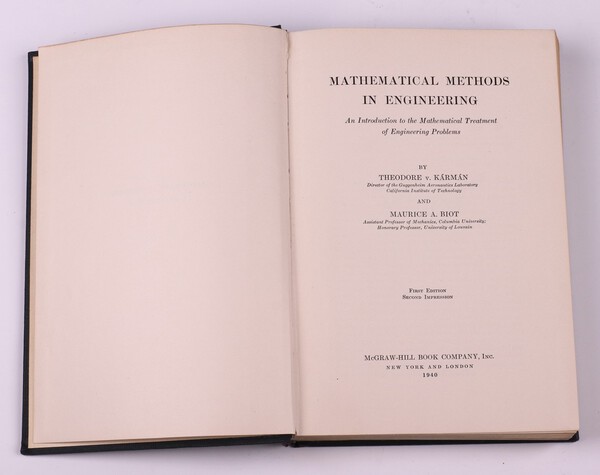 MATHEMATICAL METHODS
IN ENGINEERING
An Introduction to the Mathematical Treatment
of Engineering Problems
BY
THEODORE v. KÁRMÁN
Director of the Guggenheim Aeronautics Laboratory
California Institute of Technology
AND
MAURICE A. BIOT
Assistant Professor of Mechanics, Columbia University;
Honorary Professor, University of Louvain
FIRST EDITION
SECOND IMPRESSION
McGRAW-HILL BOOK COMPANY, INC.
NEW YORK AND LONDON
1940